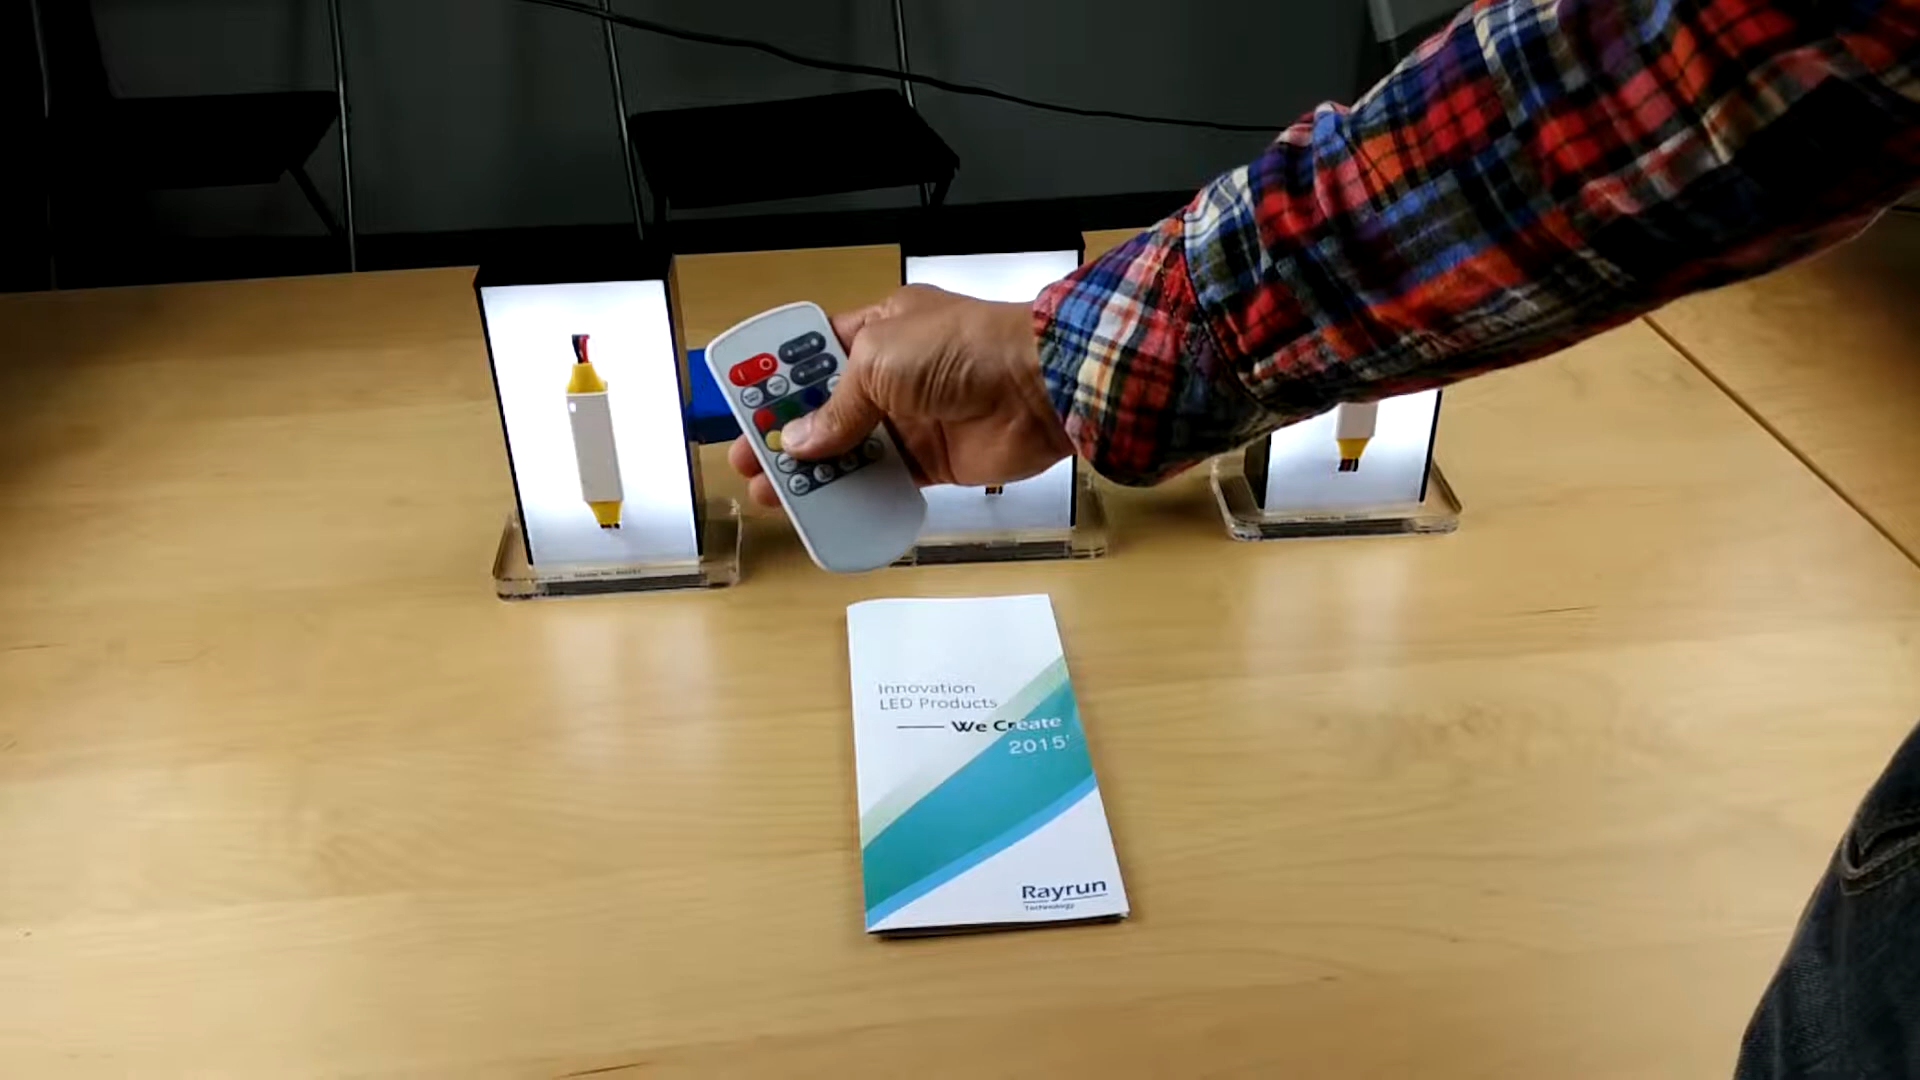 Innovation
LED Products
We Create
2015'
Rayrun
Technology